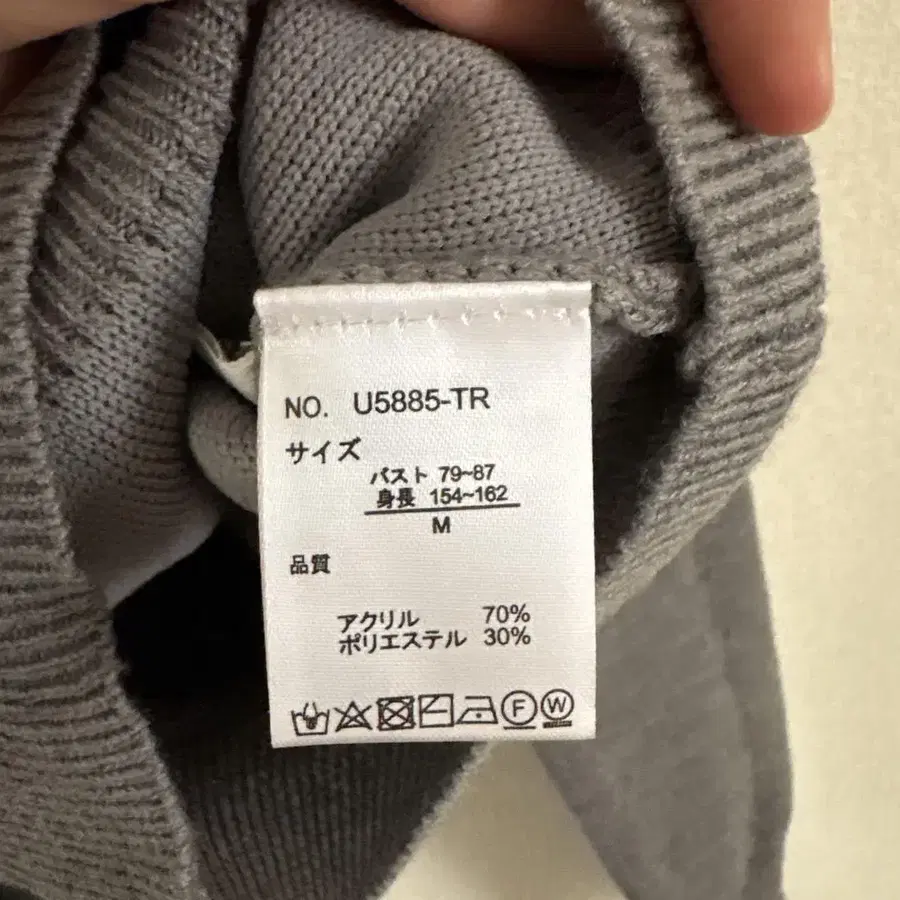 NO. U5885-TR
サイズ
バスト 79~87
身長 154~162
M
品質
アクリル 70%
ポリエステル 30%
F W